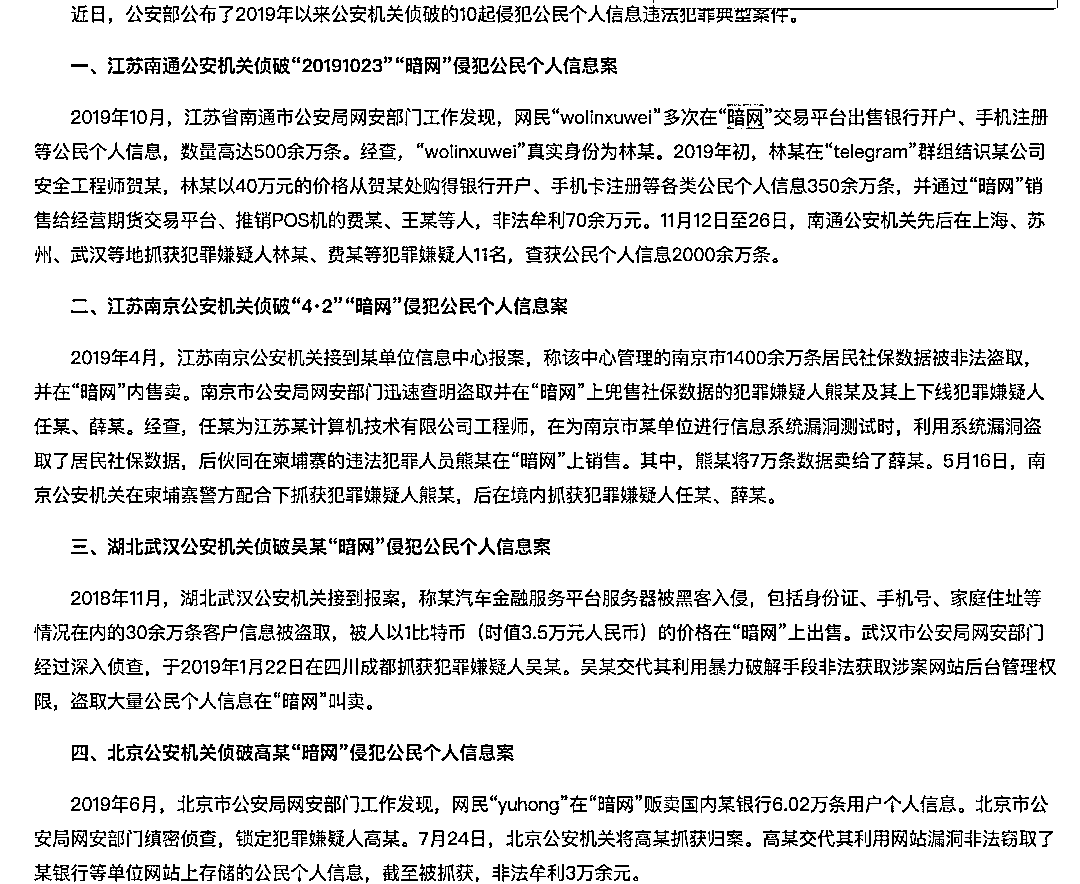 近日，公安部公布了2019年以来公安机关侦破的10起侵犯公民个人信息违法犯罪典型案件。
一、江苏南通公安机关侦破“20191023”“暗网”侵犯公民个人信息案
2019年10月，江苏省南通市公安局网安部门工作发现，网民“wolinxuwei”多次在“暗网”交易平台出售银行开户、手机注册
等公民个人信息，数量高达500余万条。经查，“wolinxuwei”真实身份为林某。2019年初，林某在“telegram”群组结识某公司
安全工程师贺某，林某以40万元的价格从贺某处购得银行开户、手机卡注册等各类公民个人信息350余万条，并通过“暗网”销
售给经营期货交易平台、推销POS机的费某、王某等人，非法牟利70余万元。11月12日至26日，南通公安机关先后在上海、苏
州、武汉等地抓获犯罪嫌疑人林某、费某等犯罪嫌疑人11名，查获公民个人信息2000余万条。
二、江苏南京公安机关侦破“4·2”“暗网”侵犯公民个人信息案
2019年4月，江苏南京公安机关接到某单位信息中心报案，称该中心管理的南京市1400余万条居民社保数据被非法盗取，
并在“暗网”内售卖。南京市公安局网安部门迅速查明盗取并在“暗网”上兜售社保数据的犯罪嫌疑人熊某及其上下线犯罪嫌疑人
任某、薛某。经查，任某为江苏某计算机技术有限公司工程师，在为南京市某单位进行信息系统漏洞测试时，利用系统漏洞盗
取了居民社保数据，后伙同在柬埔寨的违法犯罪人员熊某在“暗网”上销售。其中，熊某将7万条数据卖给了薛某。5月16日，南
京公安机关在柬埔寨警方配合下抓获犯罪嫌疑人熊某，后在境内抓获犯罪嫌疑人任某、薛某。
三、湖北武汉公安机关侦破吴某“暗网”侵犯公民个人信息案
2018年11月，湖北武汉公安机关接到报案，称某汽车金融服务平台服务器被黑客入侵，包括身份证、手机号、家庭住址等
情况在内的30余万条客户信息被盗取，被人以1比特币（时值3.5万元人民币）的价格在“暗网”上出售。武汉市公安局网安部门
经过深入侦查，于2019年1月22日在四川成都抓获犯罪嫌疑人吴某。吴某交代其利用暴力破解手段非法获取涉案网站后台管理权
限，盗取大量公民个人信息在“暗网”叫卖。
四、北京公安机关侦破高某“暗网”侵犯公民个人信息案
2019年6月，北京市公安局网安部门工作发现，网民“yuhong”在“暗网”贩卖国内某银行6.02万条用户个人信息。北京市公
安局网安部门缜密侦查，锁定犯罪嫌疑人高某。7月24日，北京公安机关将高某抓获归案。高某交代其利用网站漏洞非法窃取了
某银行等单位网站上存储的公民个人信息，截至被抓获，非法牟利3万余元。